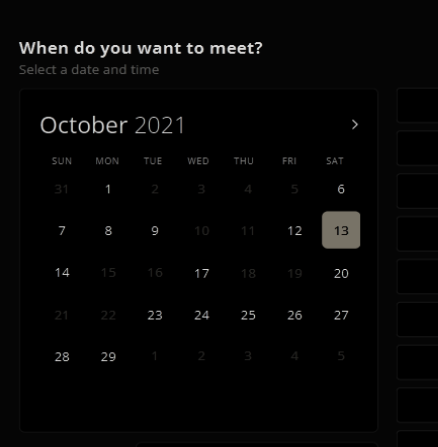 When do you want to meet?
Select a date and time
October 2021
SUN MON TUE WED THU FRI SAT
31 1 2 3 4 5 6
7 8 9 10 11 12 13
14 15 16 17 18 19 20
21 22 23 24 25 26 27
28 29 1 2 3 4 5